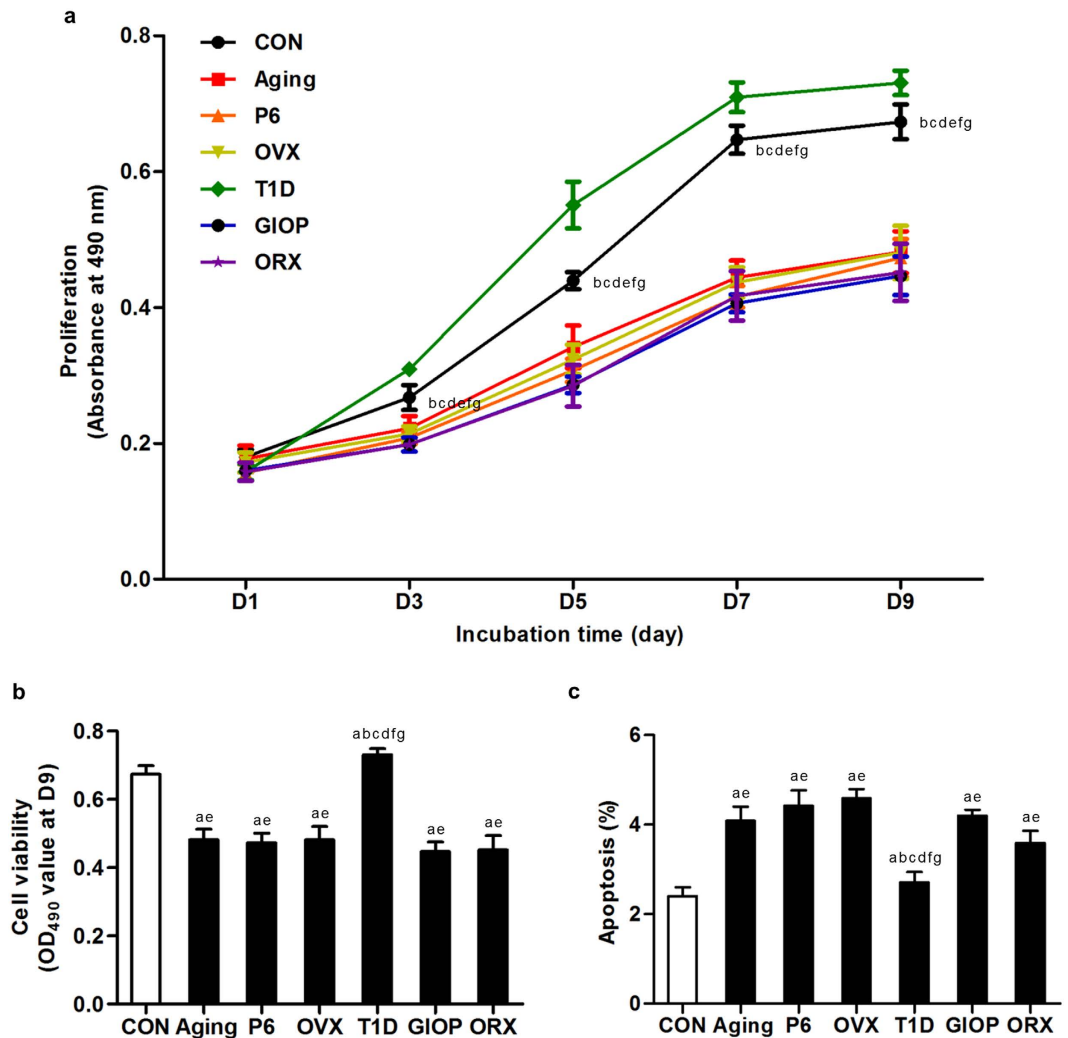 a
Proliferation
(Absorbance at 490 nm)
0.8
0.6
0.4
0.2
0.0
CON
Aging
P6
OVX
T1D
GIOP
ORX
bcdefg
bcdefg
bcdefg
bcdefg
D1 D3 D5 D7 D9
Incubation time (day)
b
Cell viability
(OD490 value at D9)
0.8
0.6
0.4
0.2
0.0
ae ae ae abcdfg ae ae
CON Aging P6 OVX T1D GIOP ORX
c
Apoptosis (%)
6
4
2
0
ae ae ae abcdfg ae ae
CON Aging P6 OVX T1D GIOP ORX